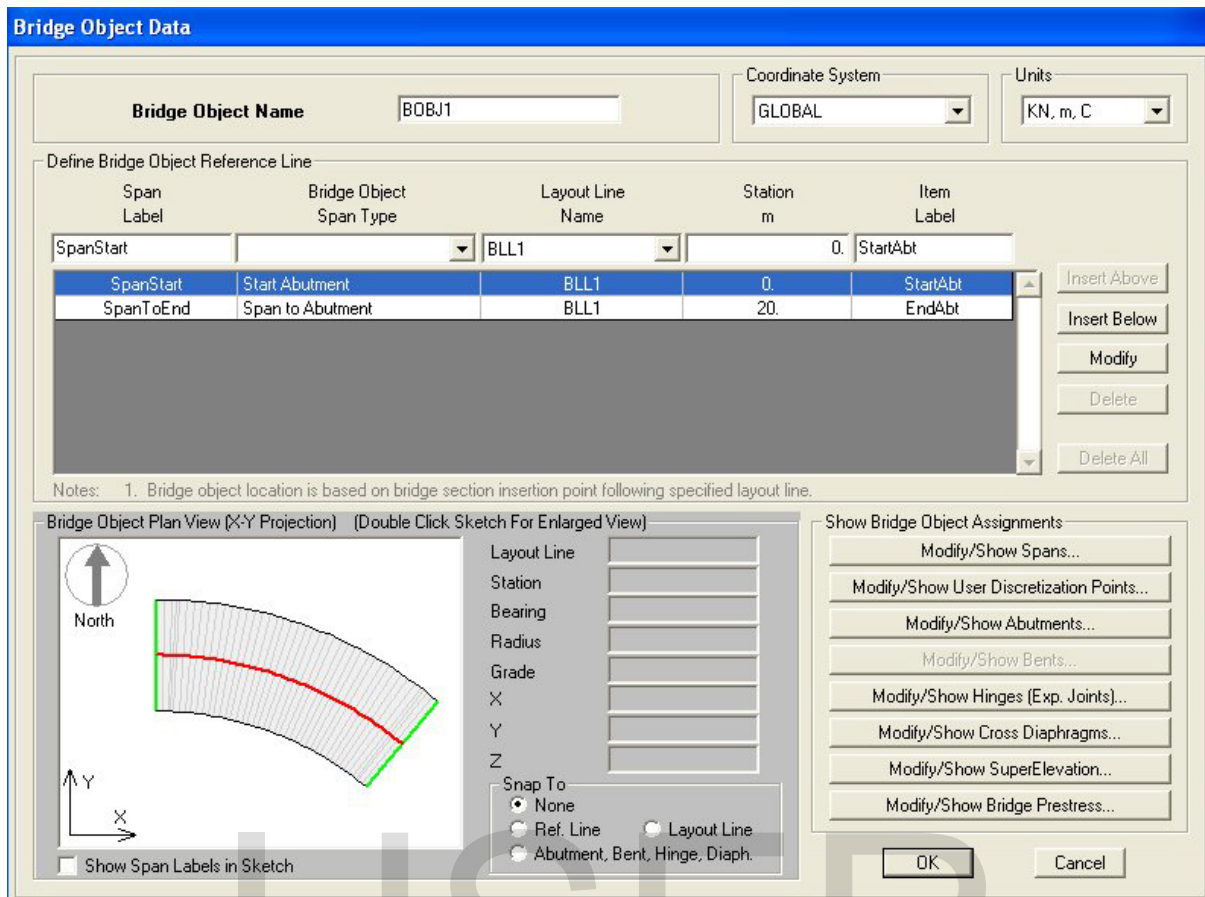 Bridge Object Data
Bridge Object Name
BOBJ1
Coordinate System
GLOBAL
Units
KN, m, C
Define Bridge Object Reference Line
Span Label
Bridge Object Span Type
Layout Line Name
Station m
Item Label
SpanStart BLL1 0. StartAbt
SpanStart Start Abutment BLL1 0. StartAbt
SpanToEnd Span to Abutment BLL1 20. EndAbt
Insert Above
Insert Below
Modify
Delete
Delete All
Notes: 1. Bridge object location is based on bridge section insertion point following specified layout line.
Bridge Object Plan View (X-Y Projection) (Double Click Sketch For Enlarged View)
North
Y
X
Show Span Labels in Sketch
Layout Line
Station
Bearing
Radius
Grade
X
Y
Z
Snap To
None
Ref. Line Layout Line
Abutment, Bent, Hinge, Diaph.
Show Bridge Object Assignments
Modify/Show Spans...
Modify/Show User Discretization Points...
Modify/Show Abutments...
Modify/Show Bents...
Modify/Show Hinges (Exp. Joints)...
Modify/Show Cross Diaphragms...
Modify/Show SuperElevation...
Modify/Show Bridge Prestress...
OK Cancel